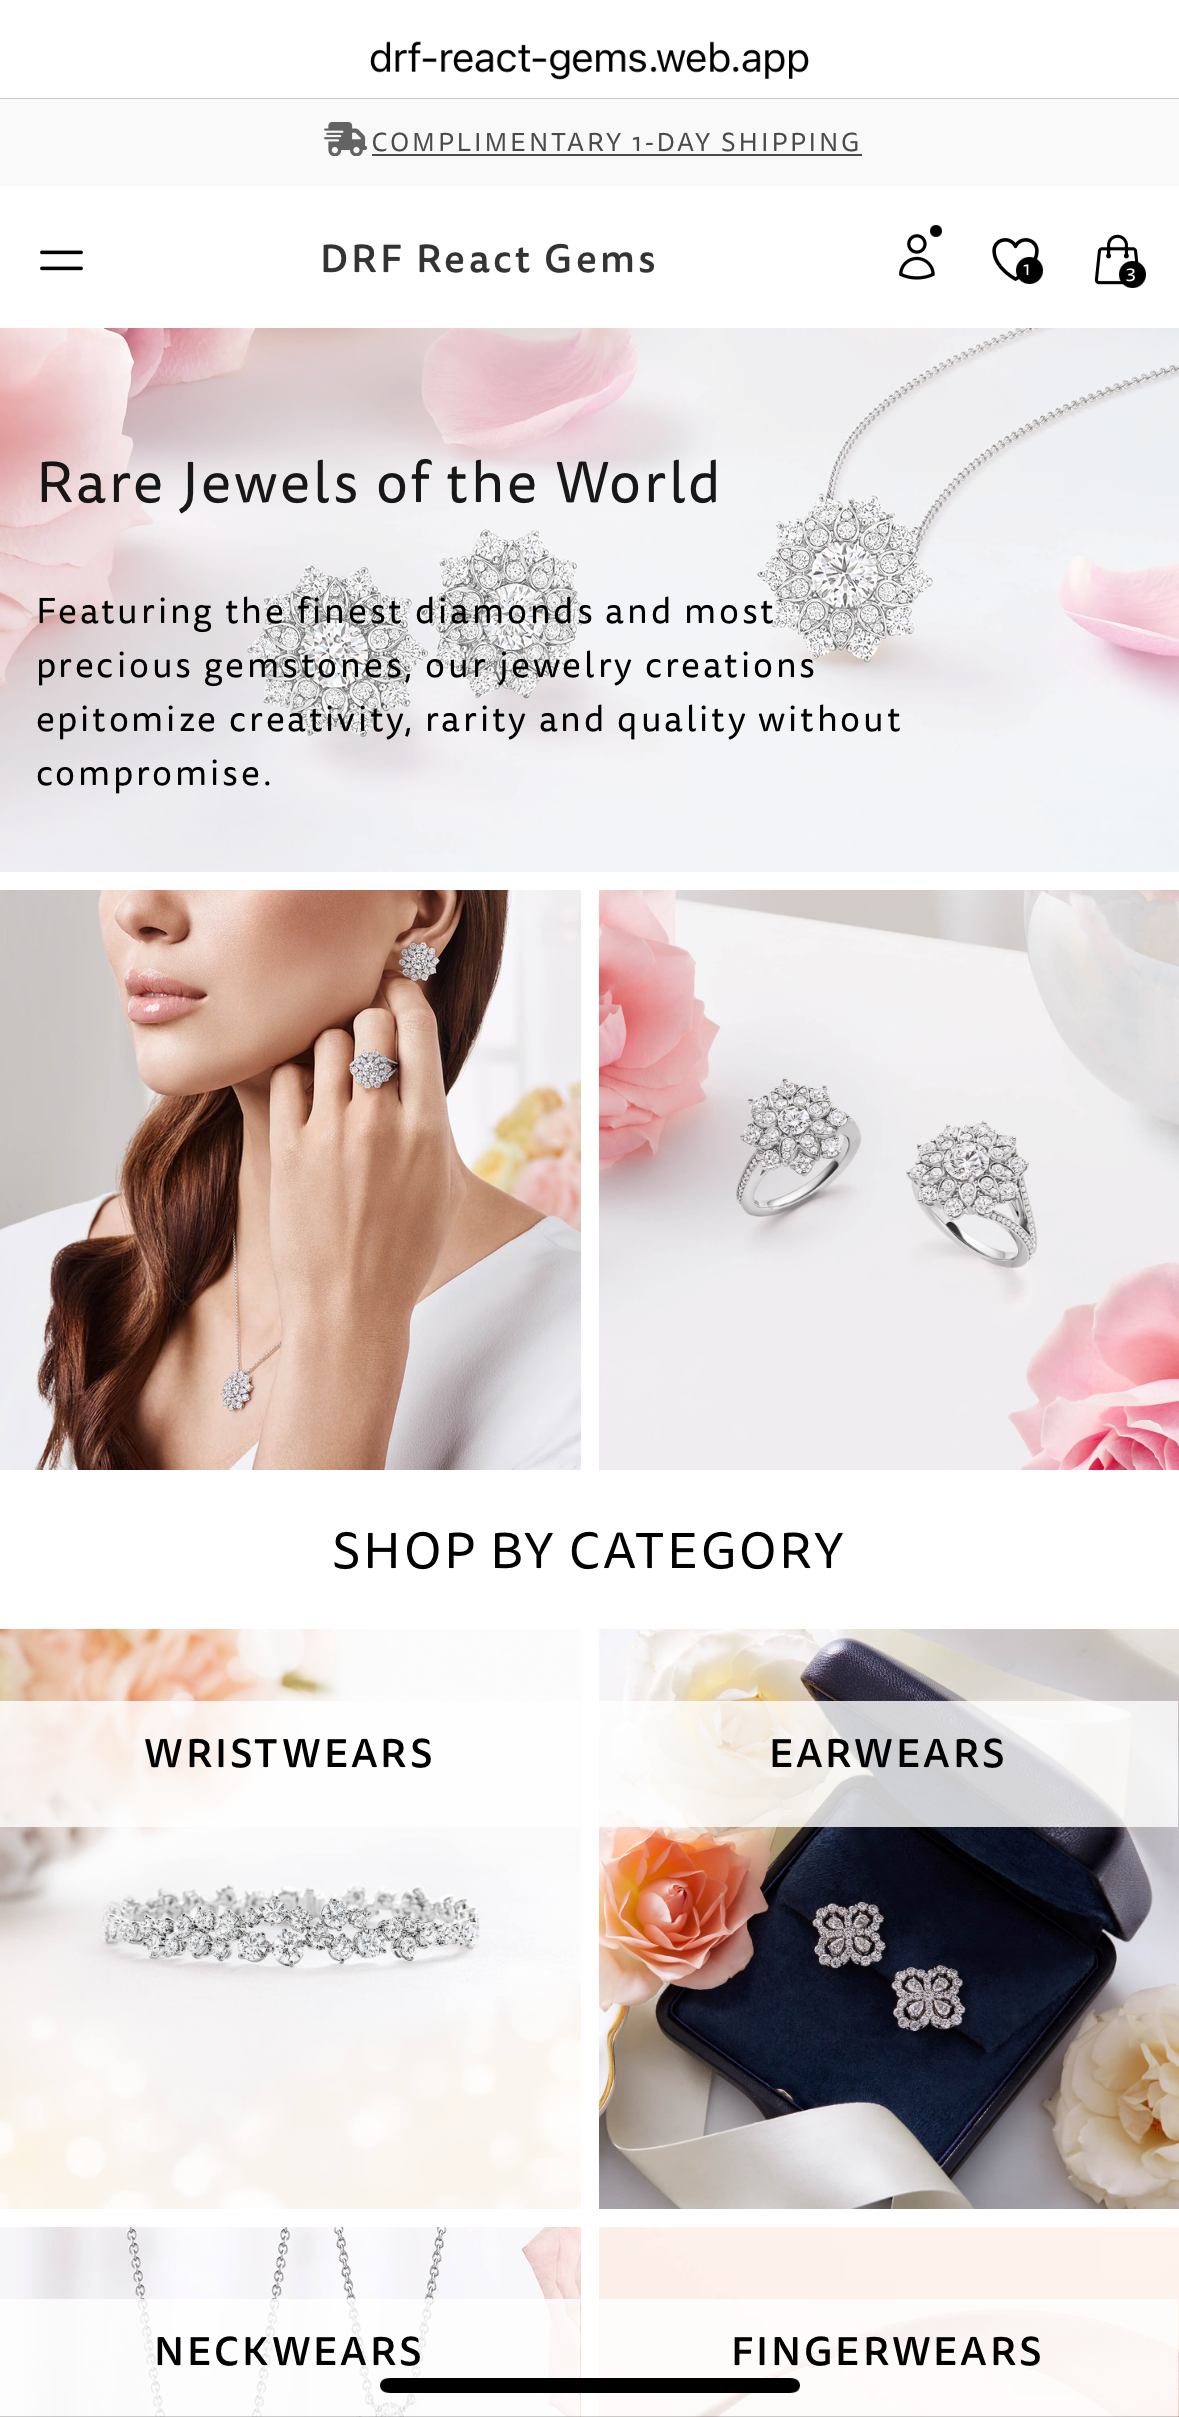 drf-react-gems.web.app
COMPLIMENTARY 1-DAY SHIPPING
DRF React Gems
1
3
Rare Jewels of the World
Featuring the finest diamonds and most
precious gemstones, our jewelry creations
epitomize creativity, rarity and quality without
compromise.
SHOP BY CATEGORY
WRISTWEARS
EARWEARS
NECKWEARS
FINGERWEARS